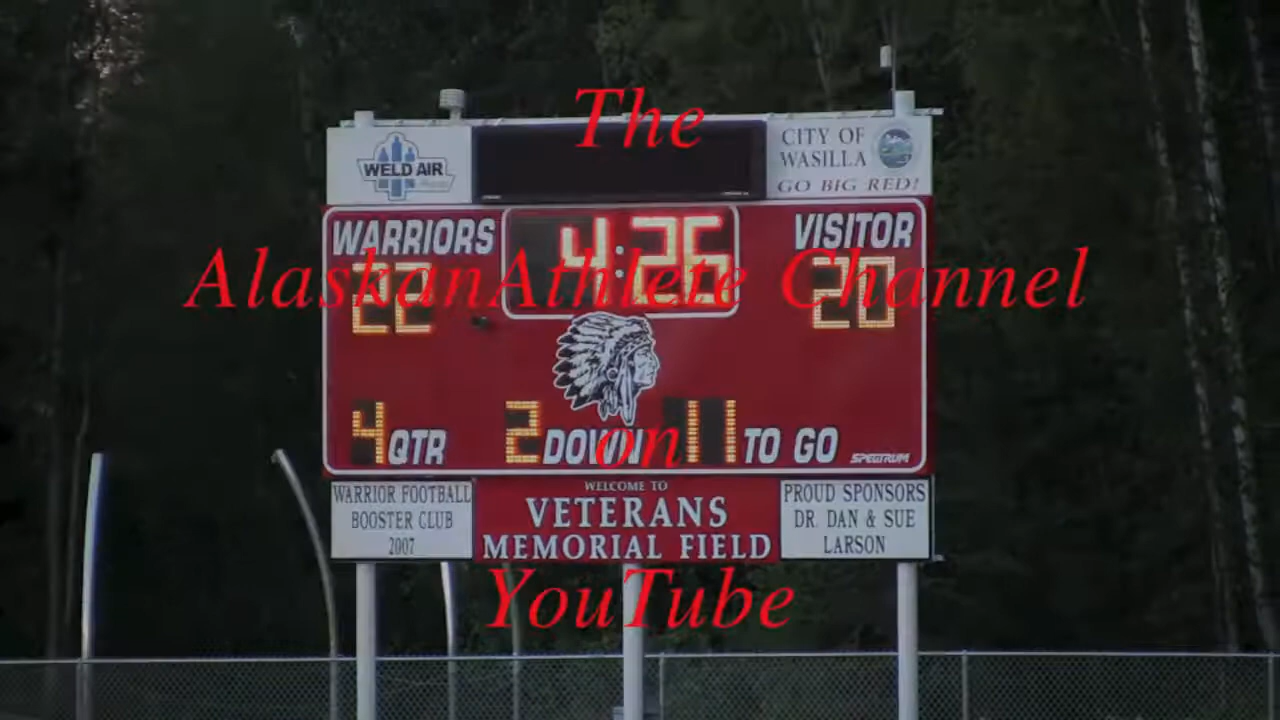 The
AlaskanAthlete Channel
on
YouTube
WELD AIR
CITY OF
WASILLA
GO BIG RED!
WARRIORS
4:26
VISITOR
22
20
4 QTR
2 DOWN
11 TO GO
SPECTRUM
WARRIOR FOOTBALL
BOOSTER CLUB
2007
WELCOME TO
VETERANS
MEMORIAL FIELD
PROUD SPONSORS
DR. DAN & SUE
LARSON